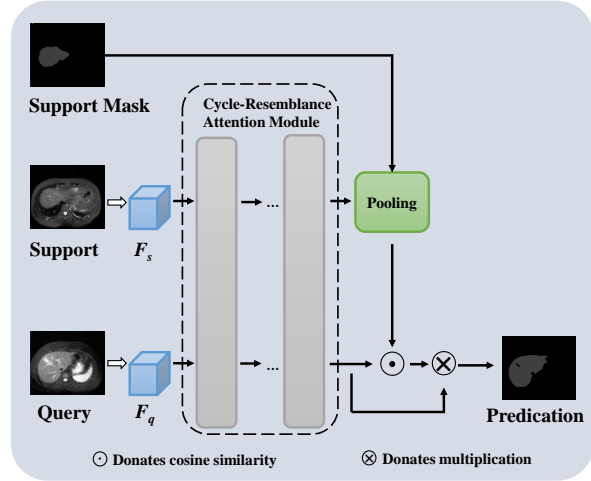 Support Mask
Cycle-Resemblance
Attention Module
Pooling
...
Support
F_s
...
Query
F_q
Predication
⊙ Donates cosine similarity
⊗ Donates multiplication